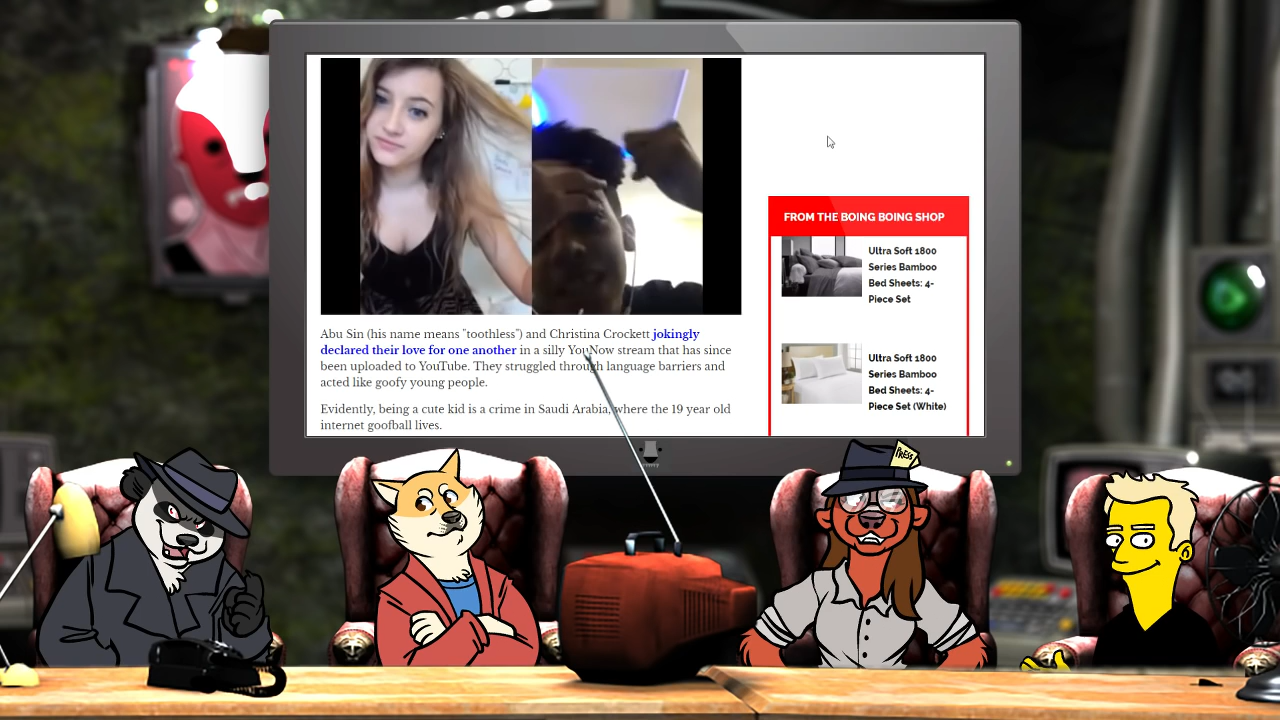 FROM THE BOING BOING SHOP
Ultra Soft 1800
Series Bamboo
Bed Sheets: 4-
Piece Set
Abu Sin (his name means "toothless") and Christina Crockett jokingly
declared their love for one another in a silly YouNow stream that has since
been uploaded to YouTube. They struggled through language barriers and
acted like goofy young people.
Evidently, being a cute kid is a crime in Saudi Arabia, where the 19 year old
internet goofball lives.
Ultra Soft 1800
Series Bamboo
Bed Sheets: 4-
Piece Set (White)
PRESS